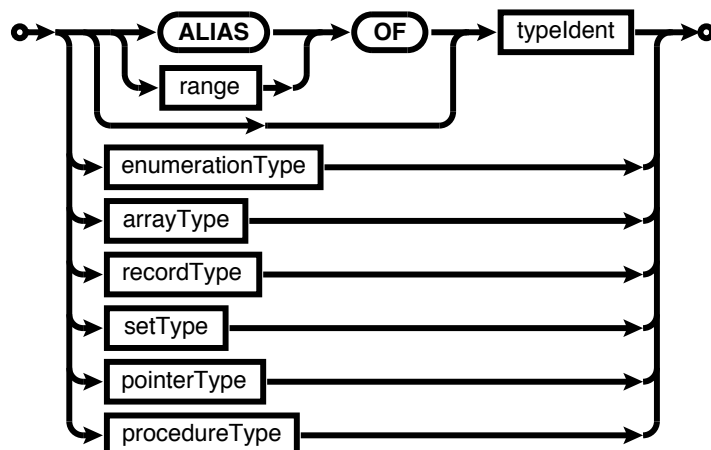 ALIAS OF typeIdent
range
enumerationType
arrayType
recordType
setType
pointerType
procedureType